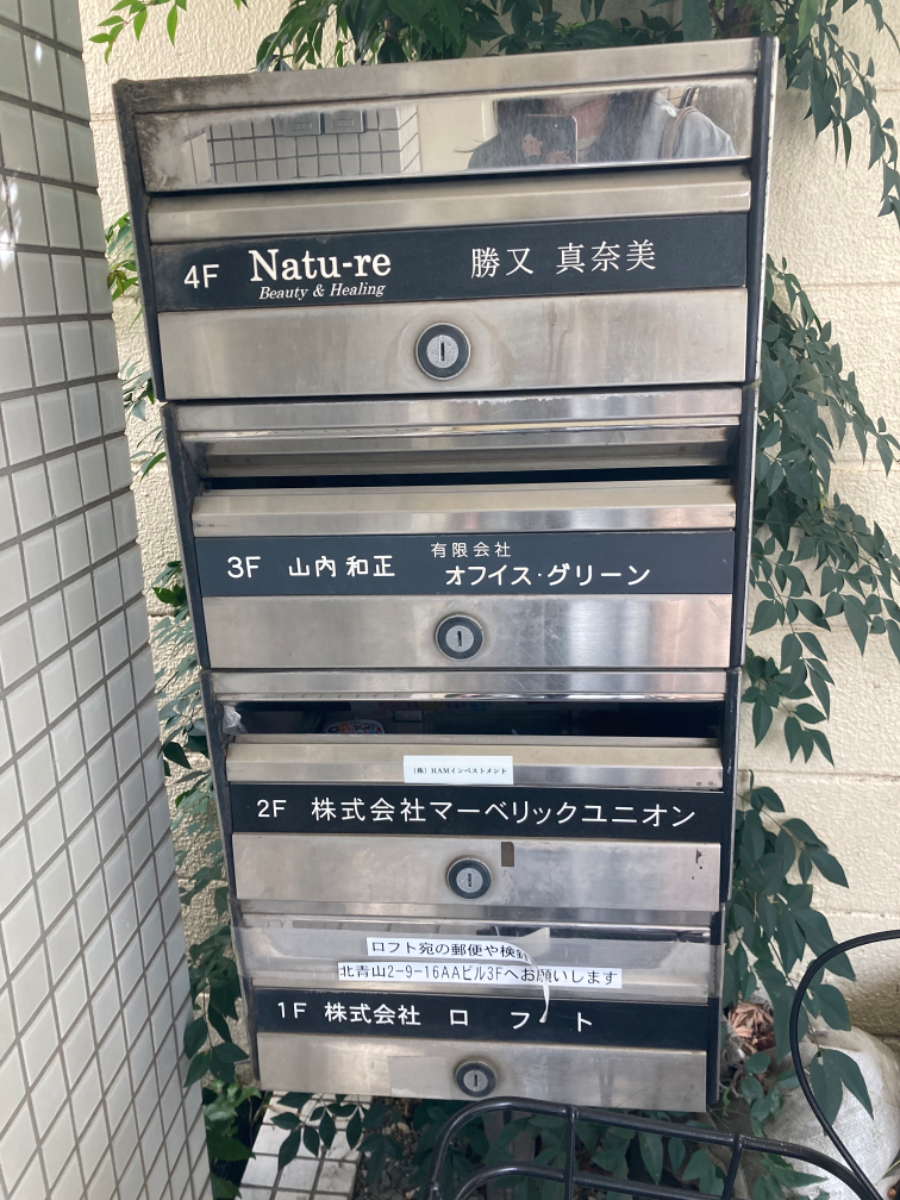 4F Natu-re 勝又 真奈美
Beauty & Healing
有限会社
3F 山内 和正 オフィス・グリーン
(株) HAMインベストメント
2F 株式会社マーベリックユニオン
ロフト宛の郵便や検針
北青山2-9-16AAビル3Fへお願いします
1F 株式会社 ロフト